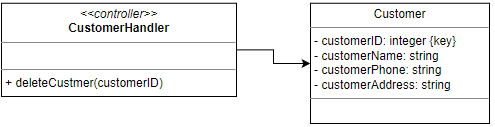 <<controller>>
CustomerHandler
+ deleteCustmer(customerID)
Customer
- customerID: integer {key}
- customerName: string
- customerPhone: string
- customerAddress: string